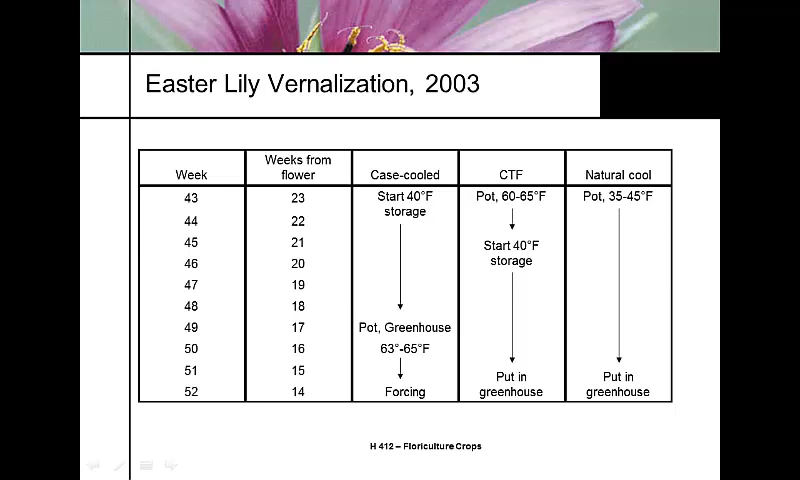 Easter Lily Vernalization, 2003
Week
Weeks from
flower
Case-cooled
CTF
Natural cool
43
23
Start 40°F
storage
Pot, 60-65°F
Pot, 35-45°F
44
22
45
21
Start 40°F
storage
46
20
47
19
48
18
49
17
Pot, Greenhouse
50
16
63°-65°F
51
15
Put in
greenhouse
Put in
greenhouse
52
14
Forcing
H 412 – Floriculture Crops